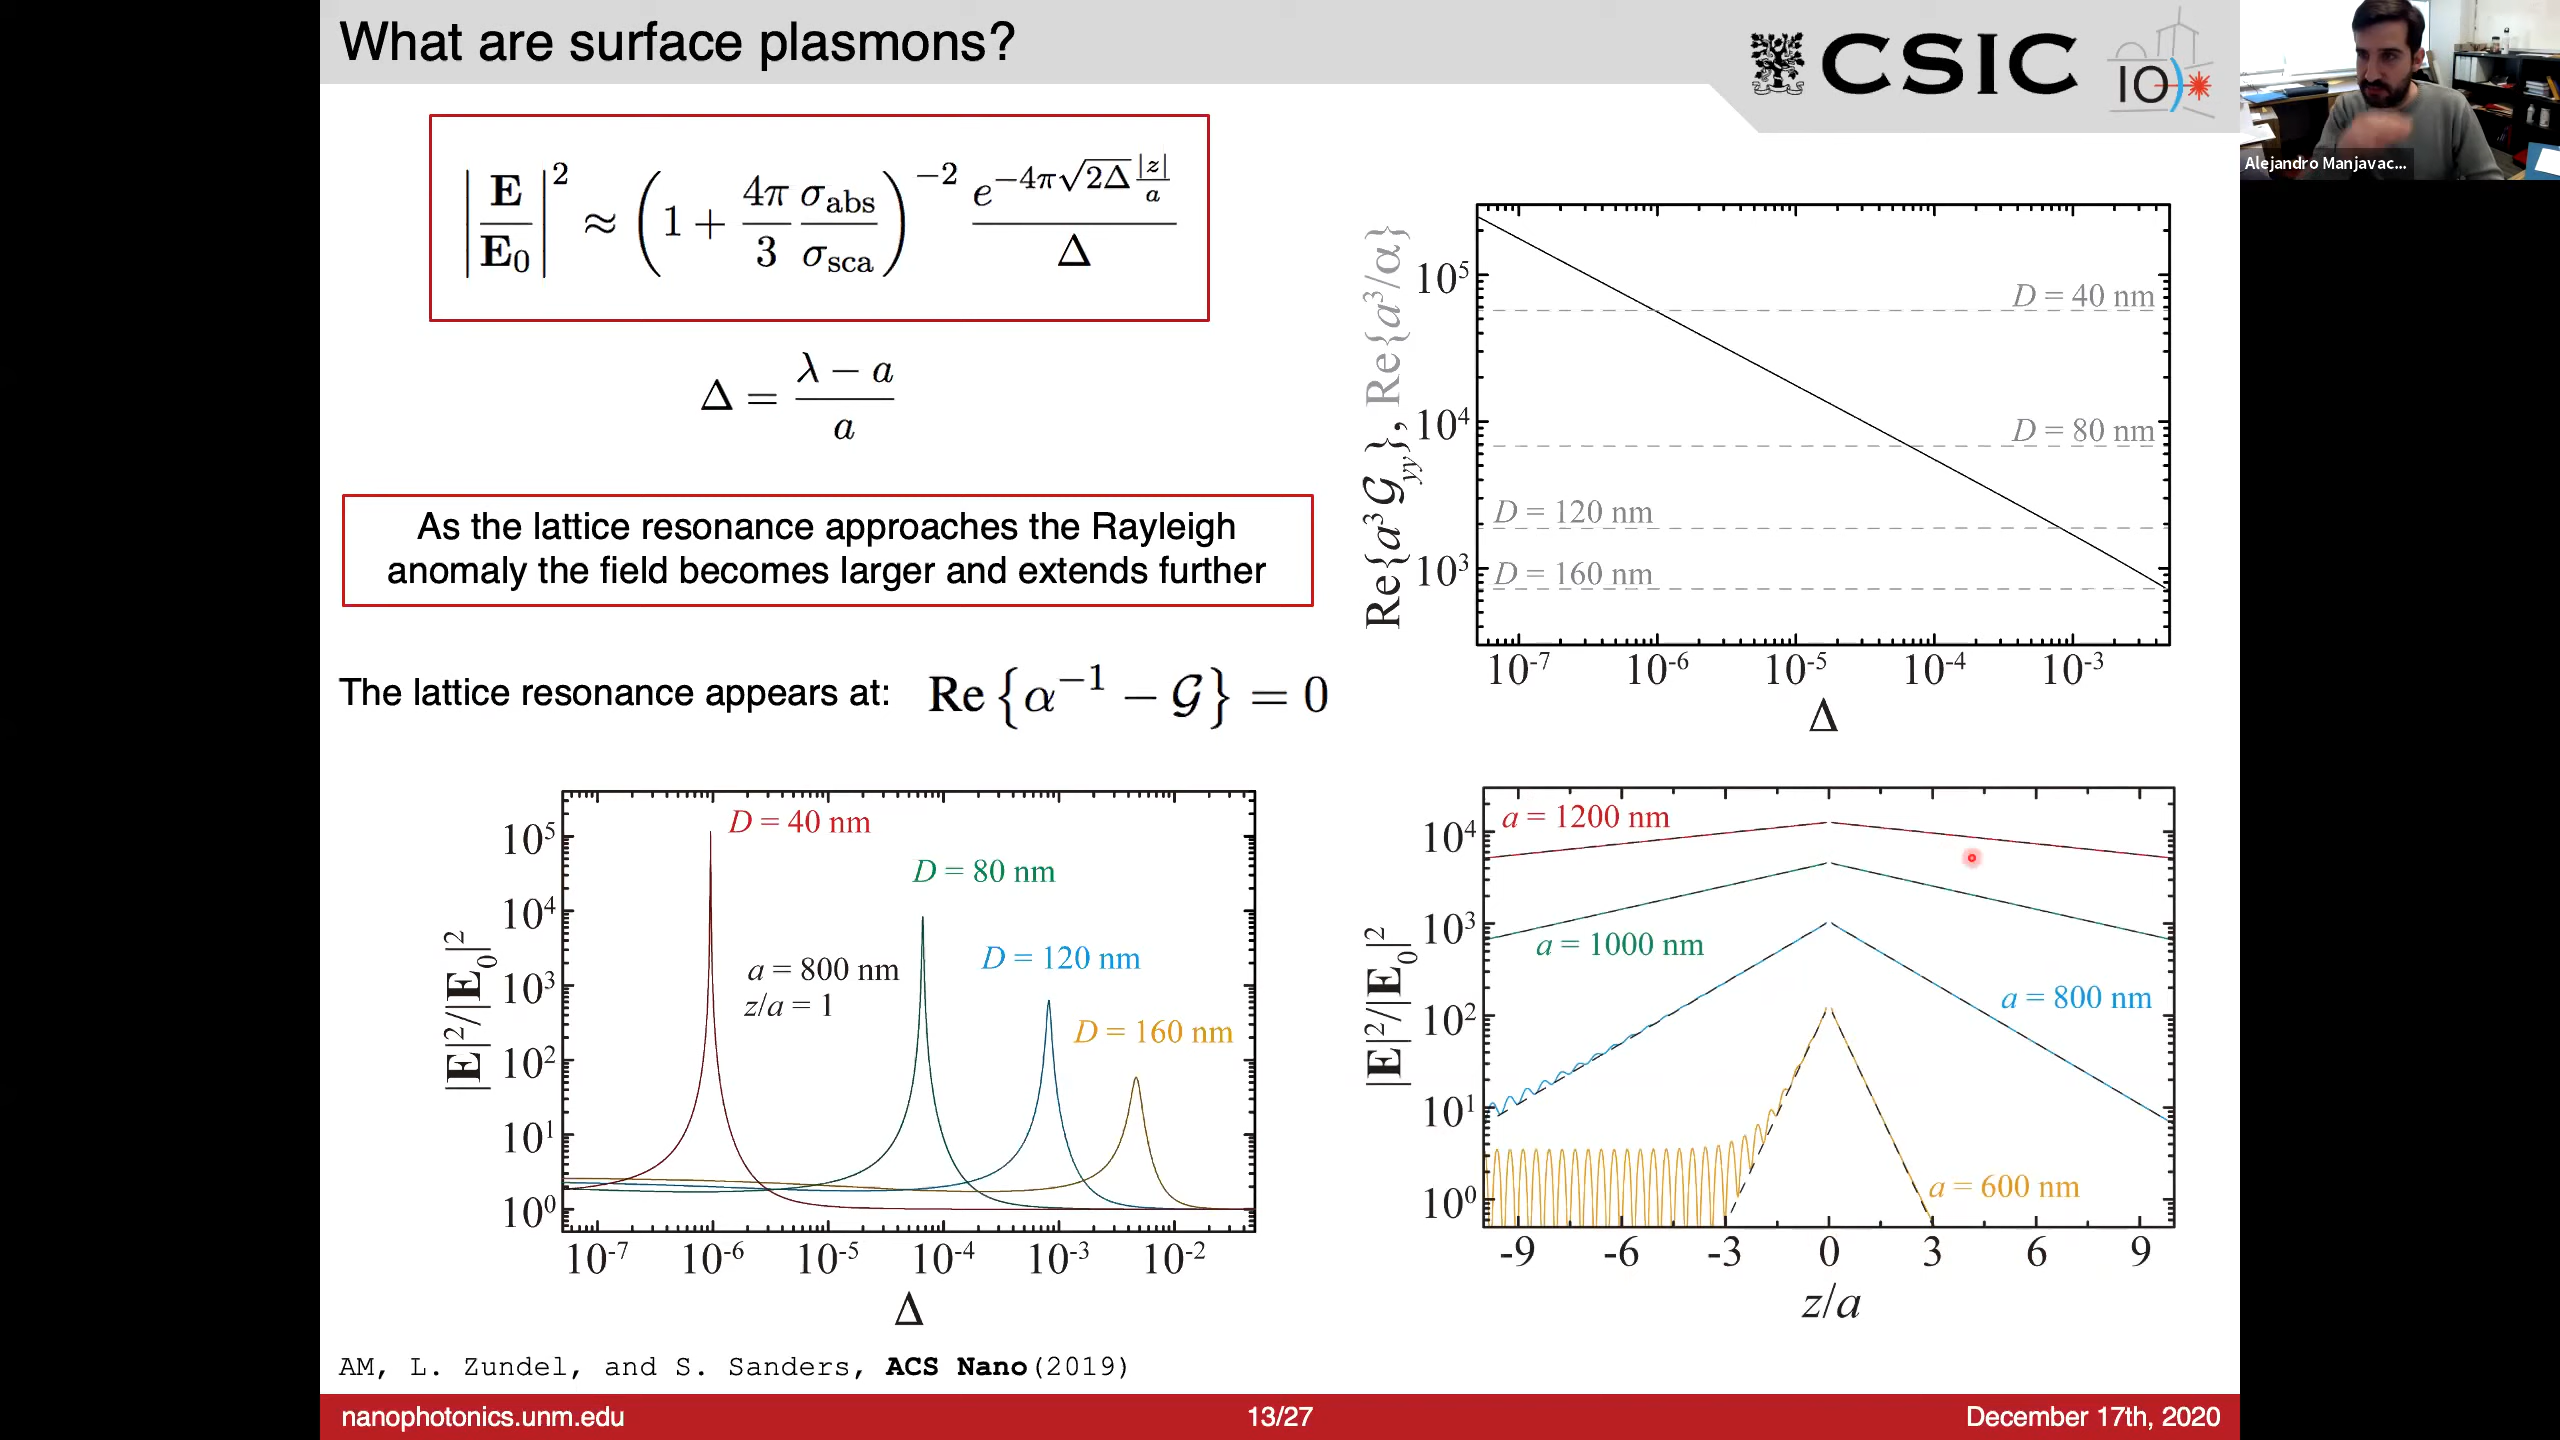 What are surface plasmons?
CSIC
IO
Alejandro Manjavac...
|E/E₀|² ≈ (1 + 4π/3 σabs/σsca)⁻² e^(−4π√(2Δ) |z|/a) / Δ
Δ = (λ − a)/a
As the lattice resonance approaches the Rayleigh
anomaly the field becomes larger and extends further
The lattice resonance appears at: Re {α⁻¹ − 𝒢} = 0
Re{a³𝒢yy}, Re{a³/α}
10⁵
10⁴
10³
D = 40 nm
D = 80 nm
D = 120 nm
D = 160 nm
10⁻⁷ 10⁻⁶ 10⁻⁵ 10⁻⁴ 10⁻³
Δ
|E|²/|E₀|²
10⁵
10⁴
10³
10²
10¹
10⁰
D = 40 nm
D = 80 nm
D = 120 nm
D = 160 nm
a = 800 nm
z/a = 1
10⁻⁷ 10⁻⁶ 10⁻⁵ 10⁻⁴ 10⁻³ 10⁻²
Δ
|E|²/|E₀|²
10⁴
10³
10²
10¹
10⁰
a = 1200 nm
a = 1000 nm
a = 800 nm
a = 600 nm
-9 -6 -3 0 3 6 9
z/a
AM, L. Zundel, and S. Sanders, ACS Nano(2019)
nanophotonics.unm.edu
13/27
December 17th, 2020